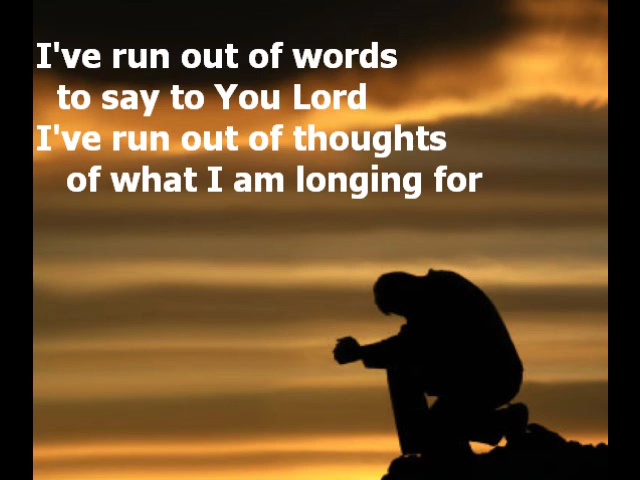 I've run out of words
to say to You Lord
I've run out of thoughts
of what I am longing for